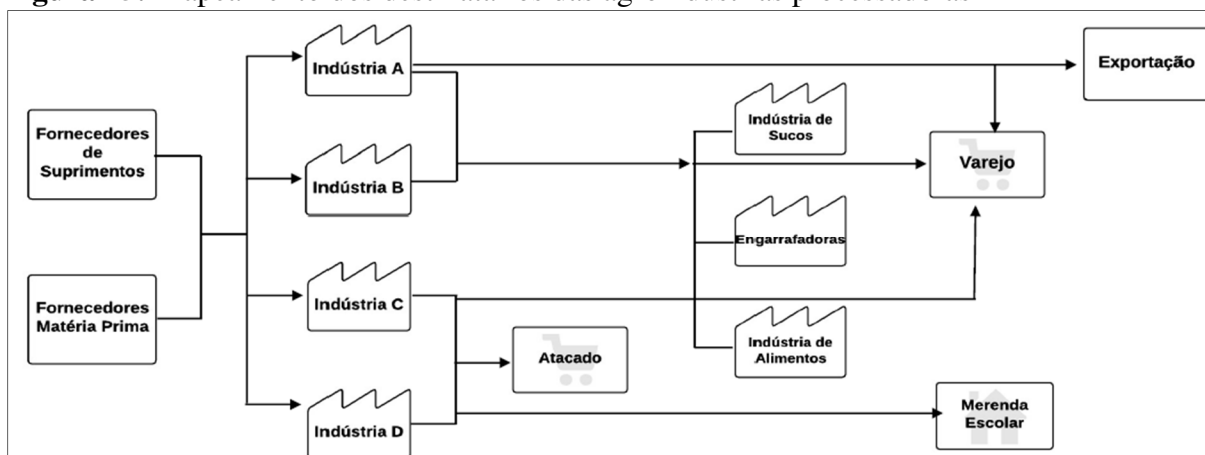 Indústria A
Exportação
Fornecedores
de
Suprimentos
Indústria de
Sucos
Varejo
Indústria B
Engarrafadoras
Fornecedores
Matéria Prima
Indústria C
Atacado
Indústria de
Alimentos
Merenda
Escolar
Indústria D